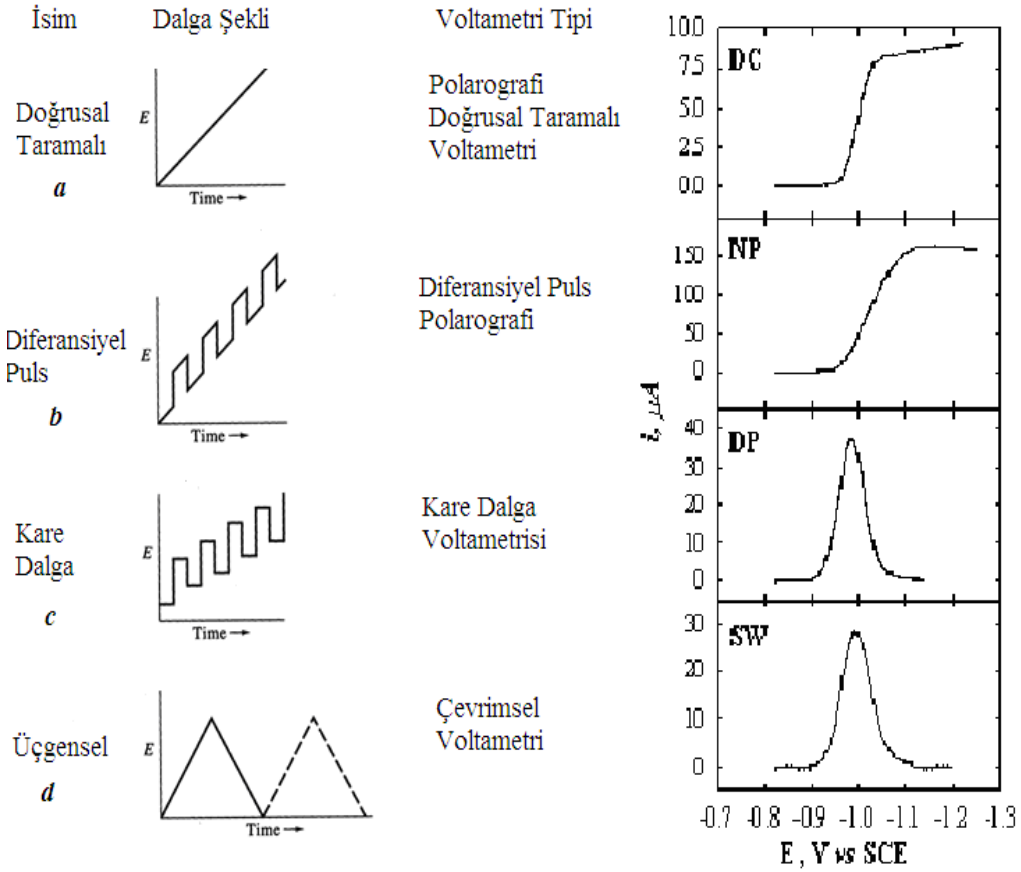 İsim Dalga Şekli Voltametri Tipi
Doğrusal
Taramalı
a
E
Time →
Polarografi
Doğrusal Taramalı
Voltametri
Diferansiyel
Puls
b
E
Time →
Diferansiyel Puls
Polarografi
Kare
Dalga
c
E
Time →
Kare Dalga
Voltametrisi
Üçgensel
d
E
Time →
Çevrimsel
Voltametri
i, µA
DC
10.0
7.5
5.0
2.5
0.0
NP
150
100
50
0
DP
40
30
20
10
0
SW
30
20
10
0
-0.7 -0.8 -0.9 -1.0 -1.1 -1.2 -1.3
E , V vs SCE